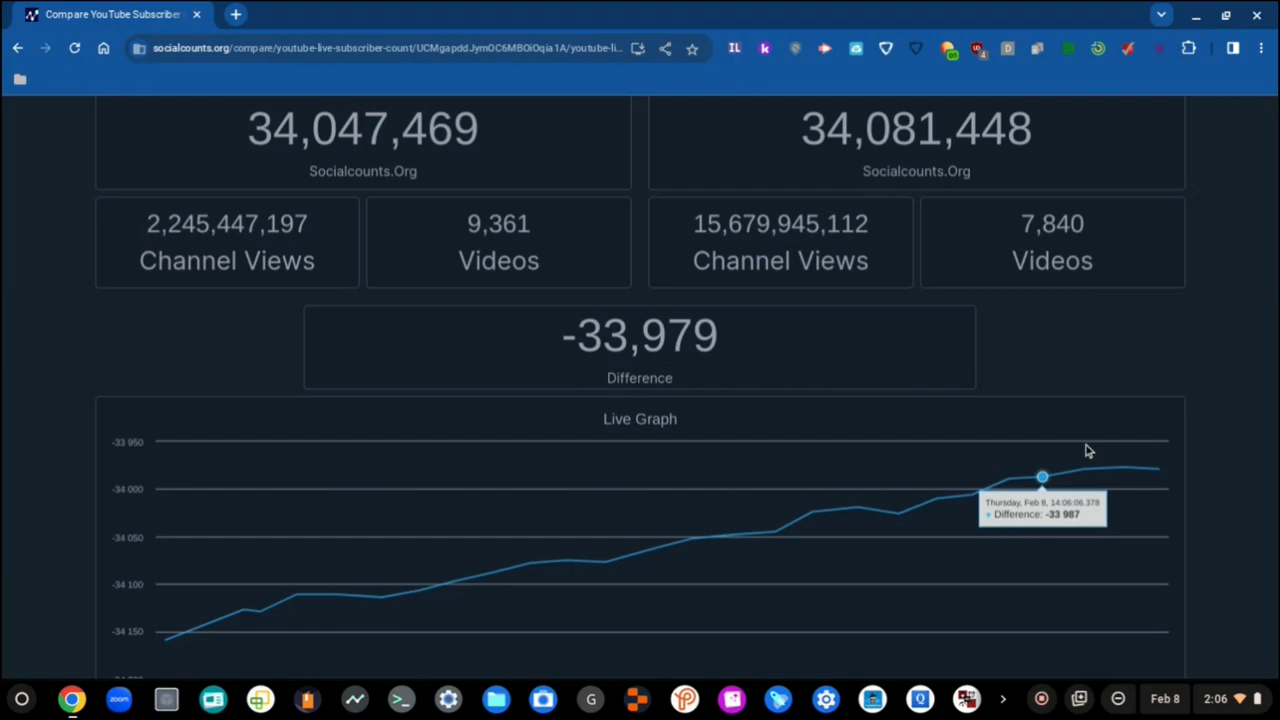 Compare YouTube Subscriber
socialcounts.org/compare/youtube-live-subscriber-count/UCMgapddJymOC6MBOiOqia1A/youtube-li...
34,047,469
Socialcounts.Org
34,081,448
Socialcounts.Org
2,245,447,197
Channel Views
9,361
Videos
15,679,945,112
Channel Views
7,840
Videos
-33,979
Difference
Live Graph
-33 950
-34 000
-34 050
-34 100
-34 150
Thursday, Feb 8, 14:06:06.378
Difference: -33 987
zoom
Feb 8
2:06